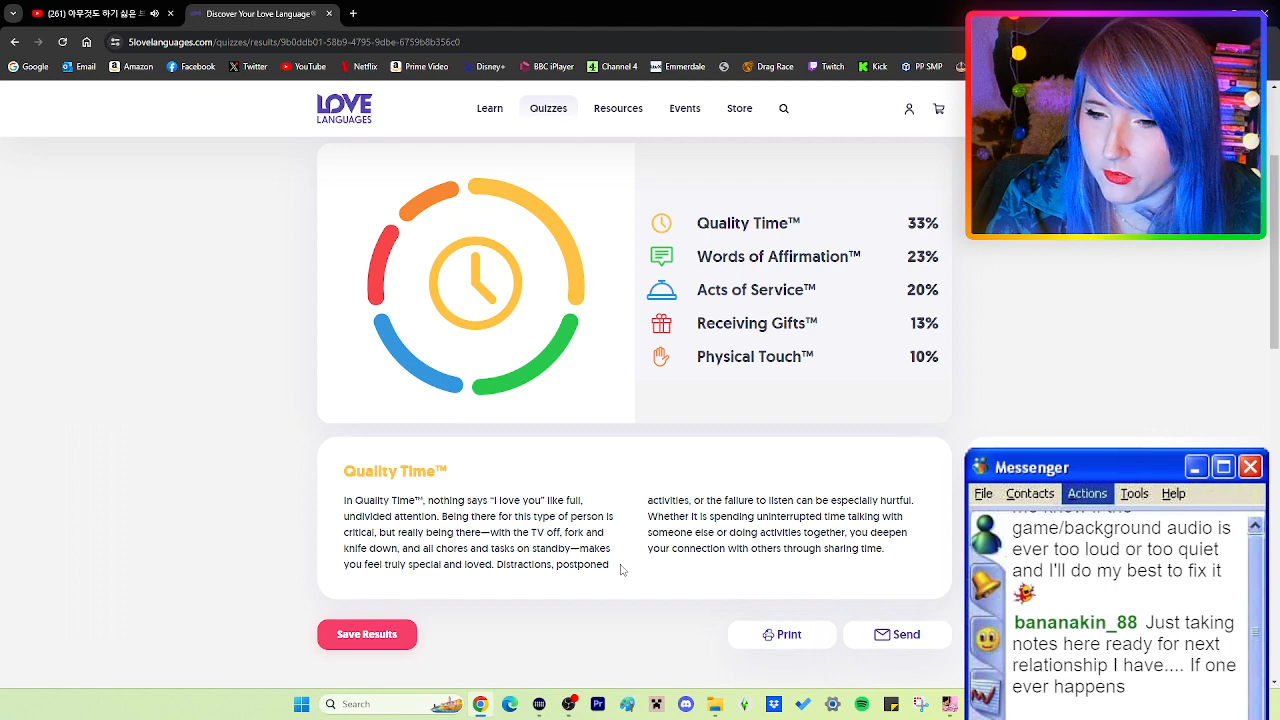 (261) 아무것도 하기 싫은 는
Discover Your Love Language®
5lovelanguages.com/quizzes/results/9b0ddb01-58b9-4795-9dbe-6759b8b356c0
Google Email Amazon Facebook Twitter YouTube Netflix Prime Video Disney+ Channel 4 Emmerdale Drag Race Twitch Kick PP SMP
LOVE
LANGUAGES
Learn Quizzes Resources Events Store
Quality Time™ 33%
Words of Affirmation™ 23%
Acts of Service™ 20%
Receiving Gifts™ 13%
Physical Touch™ 10%
Quality Time™
In Quality Time™, nothing says “I love you” like full,
undivided attention. Being there for this type of person is
critical, but really being there—with the TV off, fork and
knife down, and all chores and tasks on standby—makes
you feel truly special and loved. Distractions, postponed
activities, or the failure to listen can be especially hurtful.
Whether it is spending uninterrupted time talking with
someone else or doing activities together, you deepen
your connection with others through sharing time.
Save Results
Print
Send
Messenger
File Contacts Actions Tools Help
me know if the
game/background audio is
ever too loud or too quiet
and I'll do my best to fix it
bananakin_88 Just taking
notes here ready for next
relationship I have.... If one
ever happens
Search